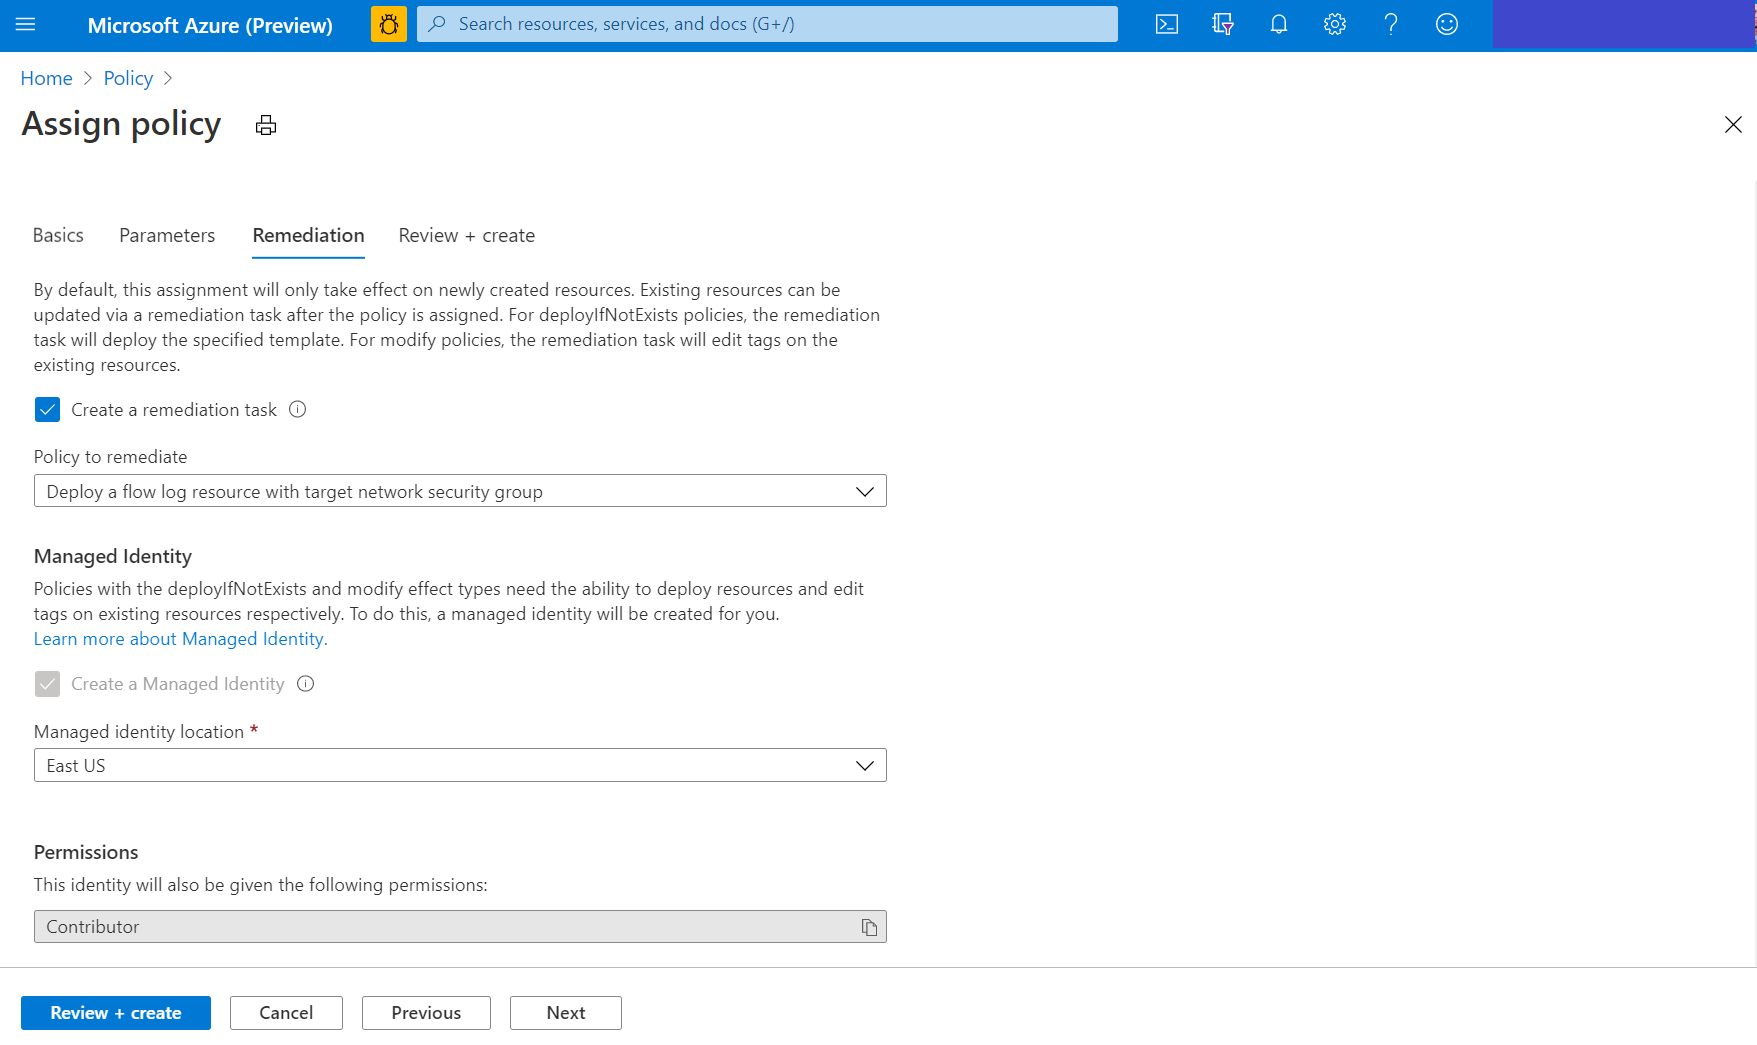 Microsoft Azure (Preview)
Search resources, services, and docs (G+/)
Home > Policy >
Assign policy
Basics Parameters Remediation Review + create
By default, this assignment will only take effect on newly created resources. Existing resources can be
updated via a remediation task after the policy is assigned. For deployIfNotExists policies, the remediation
task will deploy the specified template. For modify policies, the remediation task will edit tags on the
existing resources.
Create a remediation task
Policy to remediate
Deploy a flow log resource with target network security group
Managed Identity
Policies with the deployIfNotExists and modify effect types need the ability to deploy resources and edit
tags on existing resources respectively. To do this, a managed identity will be created for you.
Learn more about Managed Identity.
Create a Managed Identity
Managed identity location *
East US
Permissions
This identity will also be given the following permissions:
Contributor
Review + create Cancel Previous Next